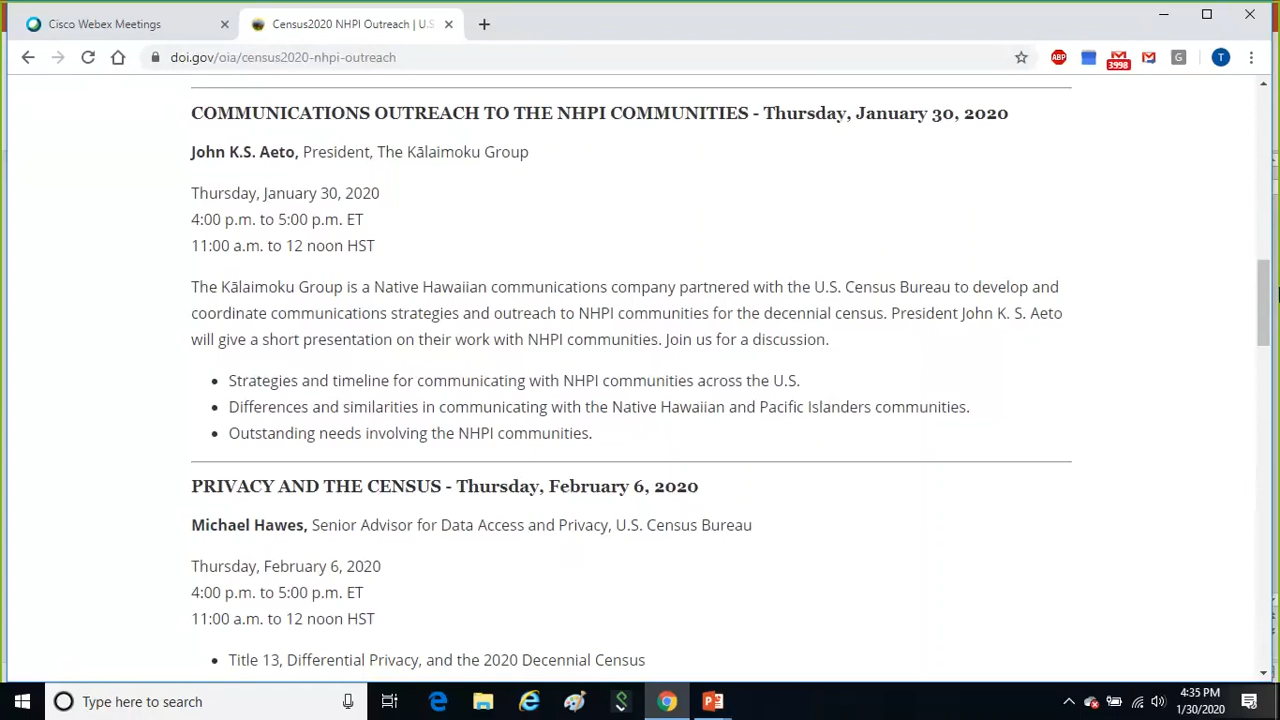 Cisco Webex Meetings
Census2020 NHPI Outreach | U.S
doi.gov/oia/census2020-nhpi-outreach
ABP
3998
G
T
COMMUNICATIONS OUTREACH TO THE NHPI COMMUNITIES - Thursday, January 30, 2020
John K.S. Aeto, President, The Kālaimoku Group
Thursday, January 30, 2020
4:00 p.m. to 5:00 p.m. ET
11:00 a.m. to 12 noon HST
The Kālaimoku Group is a Native Hawaiian communications company partnered with the U.S. Census Bureau to develop and
coordinate communications strategies and outreach to NHPI communities for the decennial census. President John K. S. Aeto
will give a short presentation on their work with NHPI communities. Join us for a discussion.
• Strategies and timeline for communicating with NHPI communities across the U.S.
• Differences and similarities in communicating with the Native Hawaiian and Pacific Islanders communities.
• Outstanding needs involving the NHPI communities.
PRIVACY AND THE CENSUS - Thursday, February 6, 2020
Michael Hawes, Senior Advisor for Data Access and Privacy, U.S. Census Bureau
Thursday, February 6, 2020
4:00 p.m. to 5:00 p.m. ET
11:00 a.m. to 12 noon HST
• Title 13, Differential Privacy, and the 2020 Decennial Census
Type here to search
4:35 PM
1/30/2020